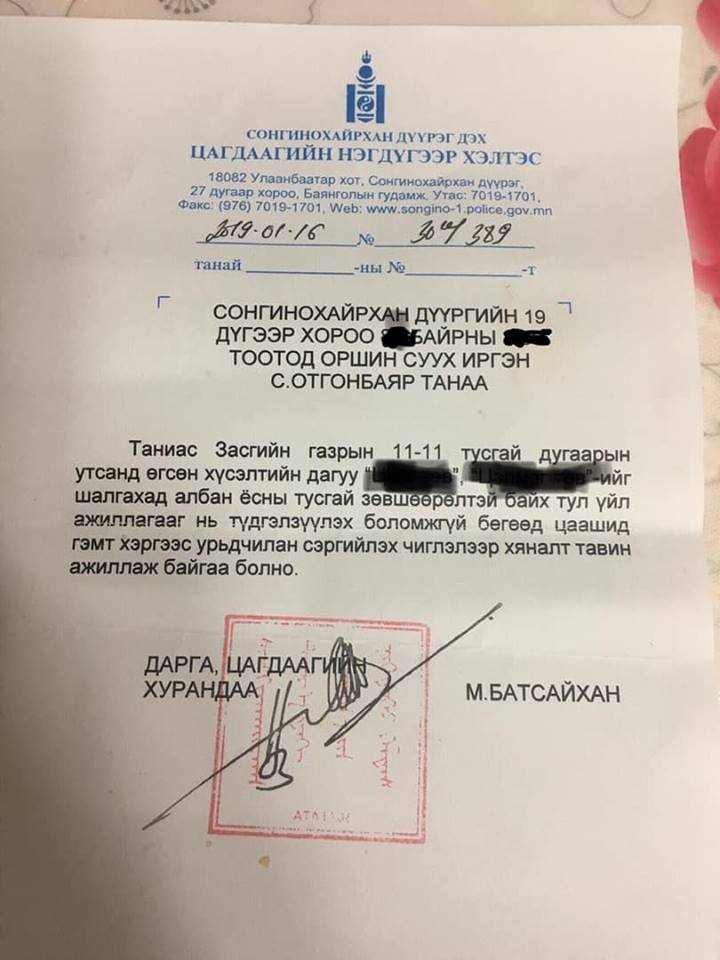 СОНГИНОХАЙРХАН ДҮҮРЭГ ДЭХ
ЦАГДААГИЙН НЭГДҮГЭЭР ХЭЛТЭС
18082 Улаанбаатар хот, Сонгинохайрхан дүүрэг,
27 дугаар хороо, Баянголын гудамж, Утас: 7019-1701,
Факс: (976) 7019-1701, Web: www.songino-1.police.gov.mn
2019.01.16 № 389
танай -ны № -т
СОНГИНОХАЙРХАН ДҮҮРГИЙН 19
ДҮГЭЭР ХОРОО БАЙРНЫ
ТООТОД ОРШИН СУУХ ИРГЭН
С.ОТГОНБАЯР ТАНАА
Таниас Засгийн газрын 11-11 тусгай дугаарын
утсанд өгсөн хүсэлтийн дагуу -ийг
шалгахад албан ёсны тусгай зөвшөөрөлтэй байх тул үйл
ажиллагааг нь түдгэлзүүлэх боломжгүй бөгөөд цаашид
гэмт хэргээс урьдчилан сэргийлэх чиглэлээр хяналт тавин
ажиллаж байгаа болно.
ДАРГА, ЦАГДААГИЙН
ХУРАНДАА М.БАТСАЙХАН